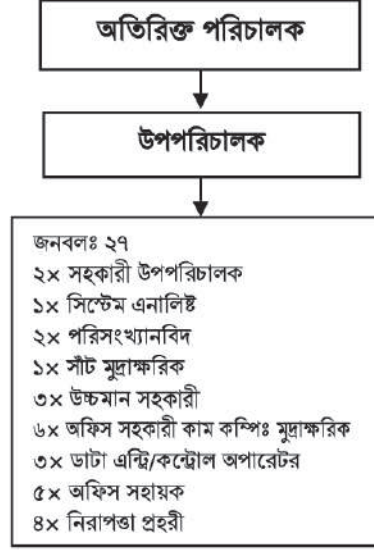 অতিরিক্ত পরিচালক
উপপরিচালক
জনবলঃ ২৭
২× সহকারী উপপরিচালক
১× সিস্টেম এনালিষ্ট
২× পরিসংখ্যানবিদ
১× সাঁট মুদ্রাক্ষরিক
৩× উচ্চমান সহকারী
৬× অফিস সহকারী কাম কম্পিঃ মুদ্রাক্ষরিক
৩× ডাটা এন্ট্রি/কন্ট্রোল অপারেটর
৫× অফিস সহায়ক
৪× নিরাপত্তা প্রহরী